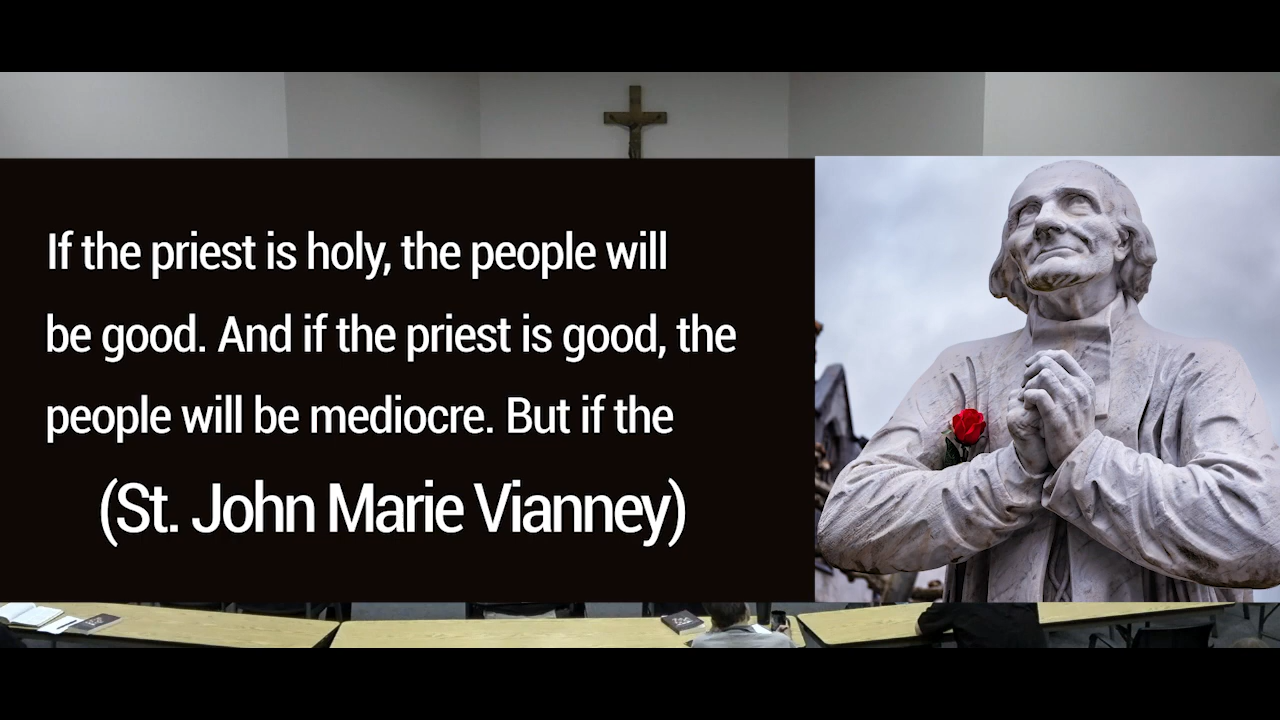 If the priest is holy, the people will
be good. And if the priest is good, the
people will be mediocre. But if the
(St. John Marie Vianney)